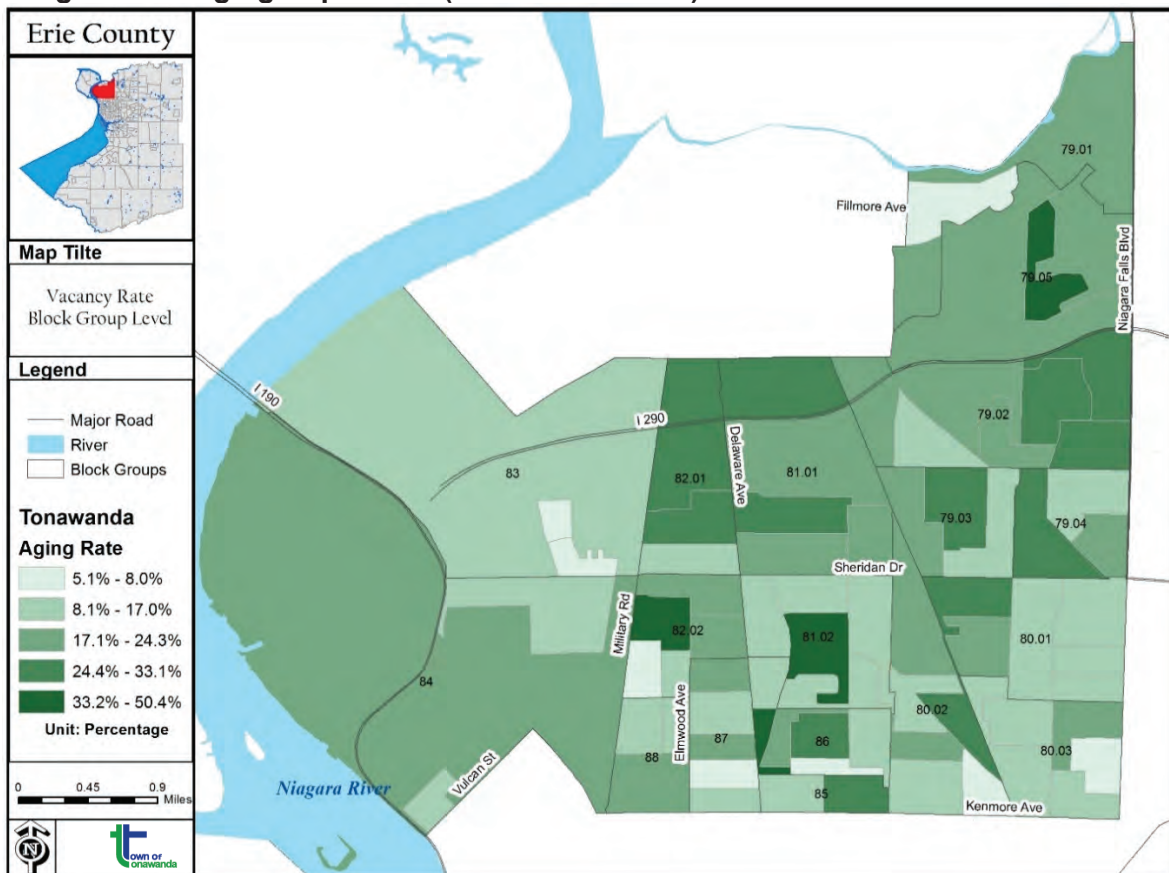 Erie County
Map Tilte
Vacancy Rate
Block Group Level
Legend
Major Road
River
Block Groups
Tonawanda
Aging Rate
5.1% - 8.0%
8.1% - 17.0%
17.1% - 24.3%
24.4% - 33.1%
33.2% - 50.4%
Unit: Percentage
0 0.45 0.9
Miles
N
town of
tonawanda
79.01
Fillmore Ave
79.05
Niagara Falls Blvd
I 190
I 290
79.02
Delaware Ave
83
82.01
81.01
79.03
79.04
Sheridan Dr
Military Rd
82.02
81.02
80.01
84
Elmwood Ave
80.02
88
87
86
80.03
Vulcan St
Niagara River
85
Kenmore Ave